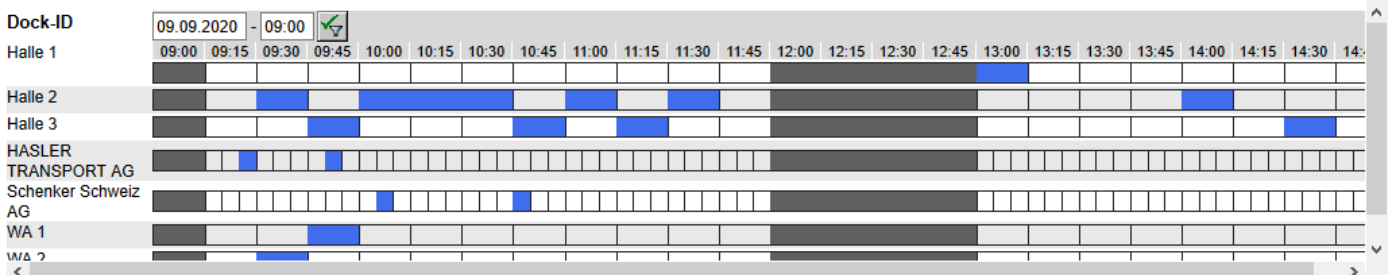 Dock-ID 09.09.2020 - 09:00
Halle 1 09:00 09:15 09:30 09:45 10:00 10:15 10:30 10:45 11:00 11:15 11:30 11:45 12:00 12:15 12:30 12:45 13:00 13:15 13:30 13:45 14:00 14:15 14:30
Halle 2
Halle 3
HASLER
TRANSPORT AG
Schenker Schweiz
AG
WA 1
WA 2